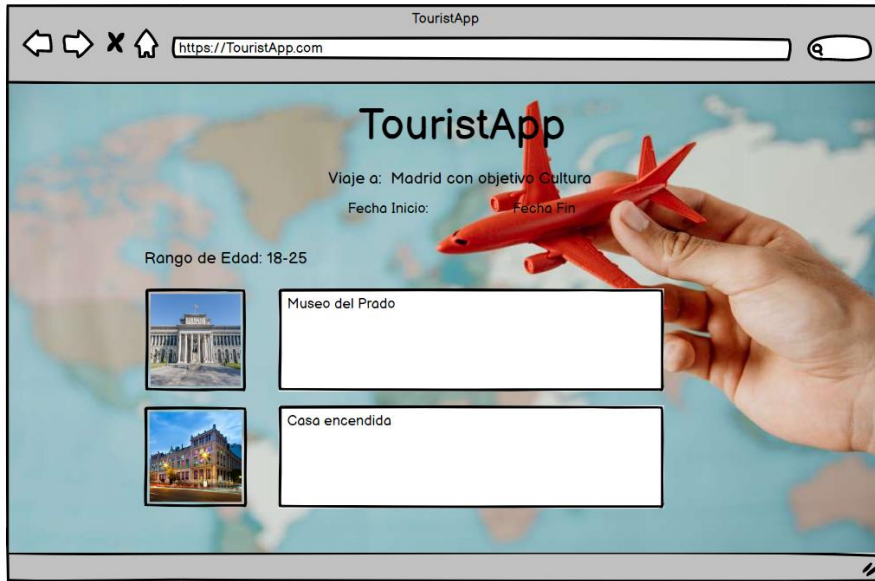 TouristApp
https://TouristApp.com
TouristApp
Viaje a: Madrid con objetivo Cultura
Fecha Inicio: Fecha Fin
Rango de Edad: 18-25
Museo del Prado
Casa encendida